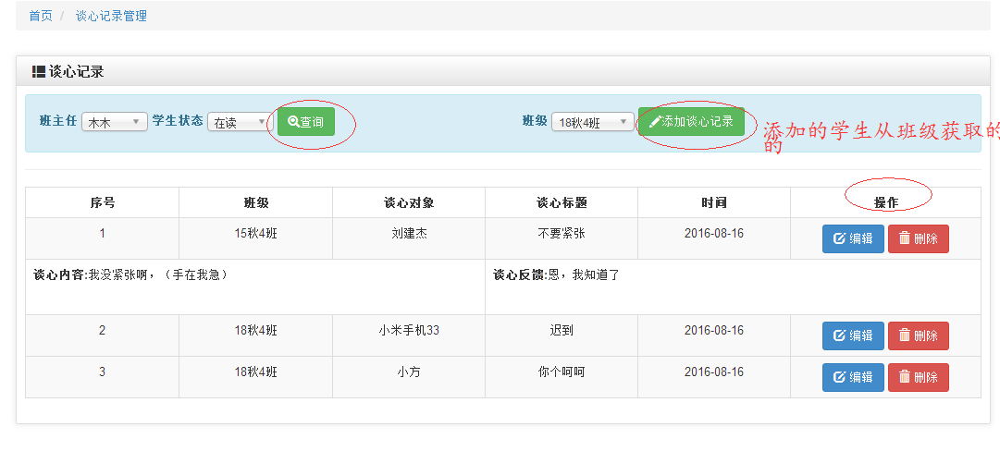 首页 / 谈心记录管理
谈心记录
班主任 木木 学生状态 在读 查询 班级 18秋4班 添加谈心记录
添加的学生从班级获取的
的
序号 班级 谈心对象 谈心标题 时间 操作
1 15秋4班 刘建杰 不要紧张 2016-08-16 编辑 删除
谈心内容:我没紧张啊，（手在我急） 谈心反馈:恩，我知道了
2 18秋4班 小米手机33 迟到 2016-08-16 编辑 删除
3 18秋4班 小方 你个呵呵 2016-08-16 编辑 删除